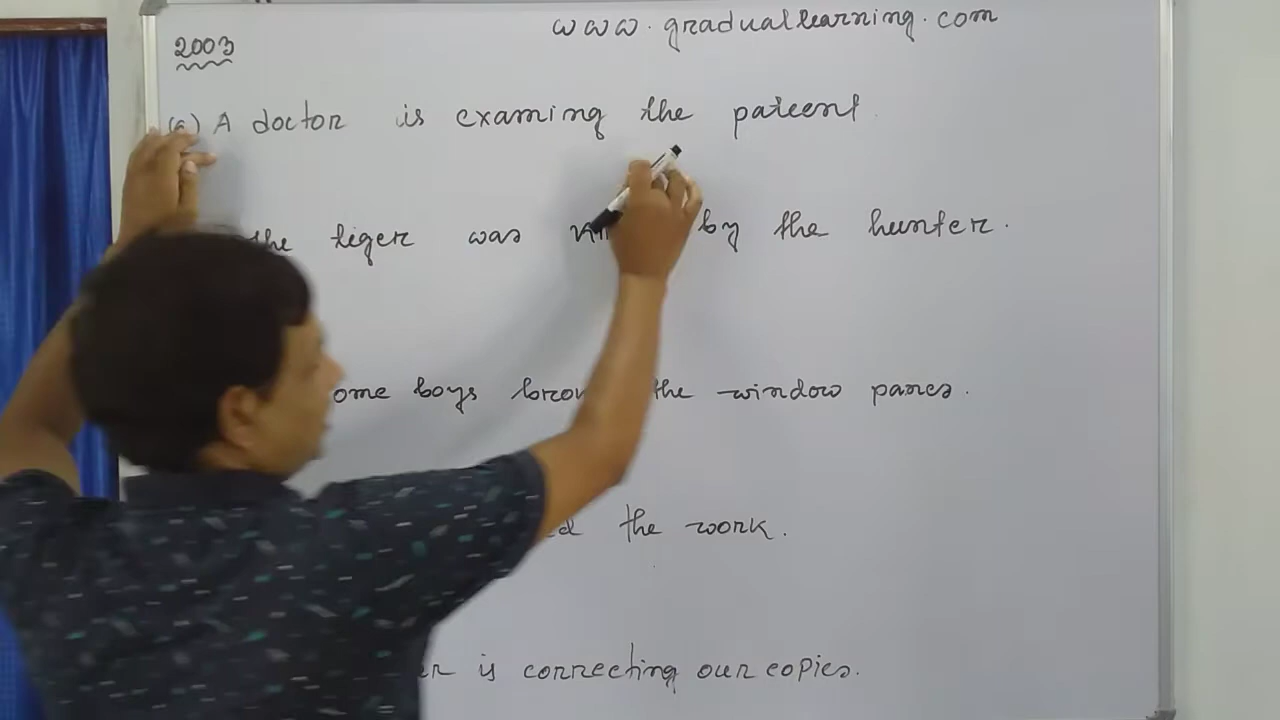 www.graduallearning.com
2003
(a) A doctor is examing the pateent.
the tiger was by the hunter.
ome boys the window panes.
the work.
is correcting our copies.